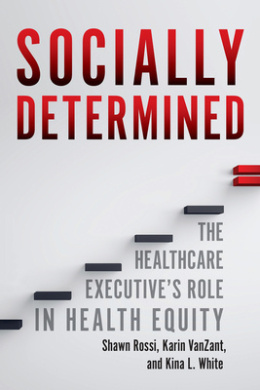 SOCIALLY
DETERMINED
THE
HEALTHCARE
EXECUTIVE'S ROLE
IN HEALTH EQUITY
Shawn Rossi, Karin VanZant,
and Kina L. White